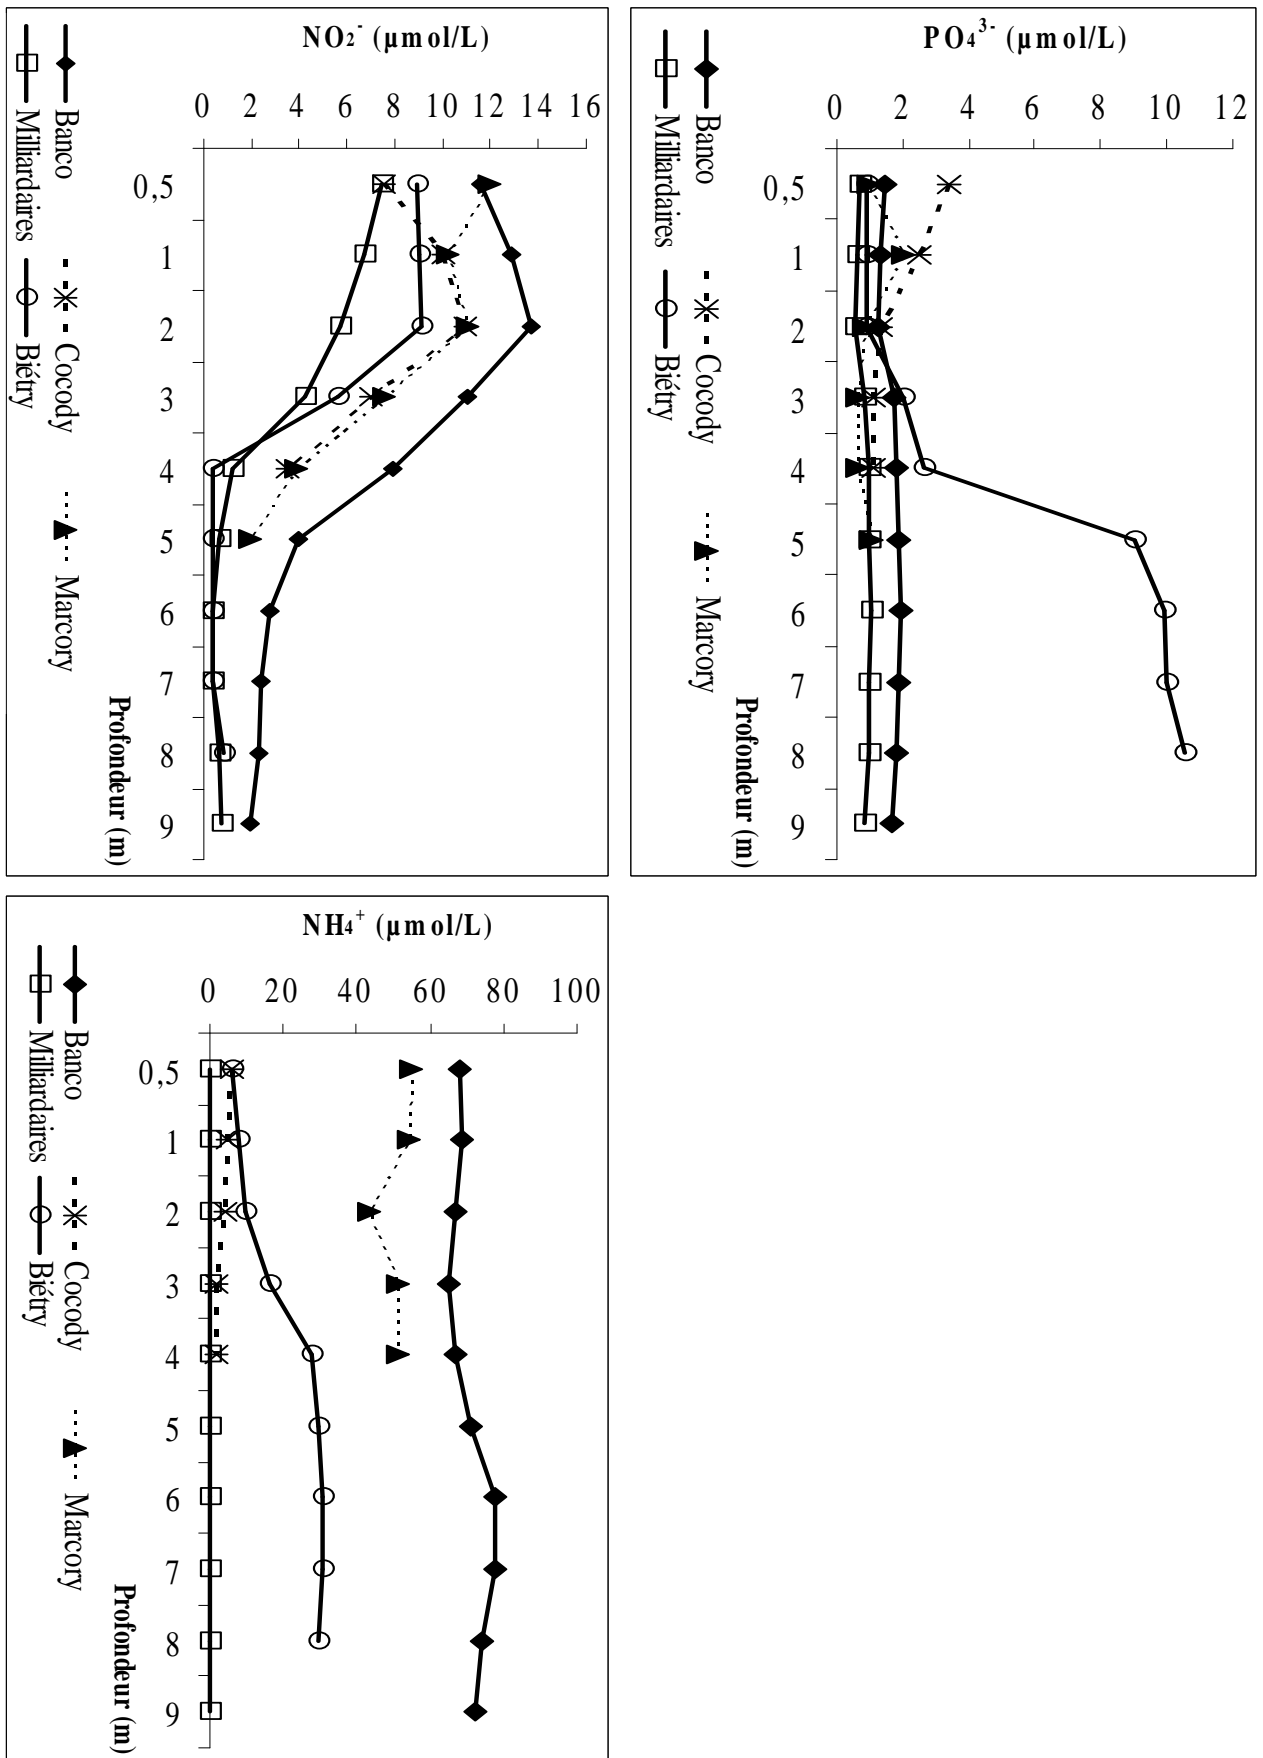 NO₂⁻ (µmol/L)
0 2 4 6 8 10 12 14 16
0,5
1
2
3
4
5
6
7
8
9
Profondeur (m)
Banco Cocody Marcory
Milliardaires Biétry
PO₄³⁻ (µmol/L)
0 2 4 6 8 10 12
0,5
1
2
3
4
5
6
7
8
9
Profondeur (m)
Banco Cocody Marcory
Milliardaires Biétry
NH₄⁺ (µmol/L)
0 20 40 60 80 100
0,5
1
2
3
4
5
6
7
8
9
Profondeur (m)
Banco Cocody Marcory
Milliardaires Biétry